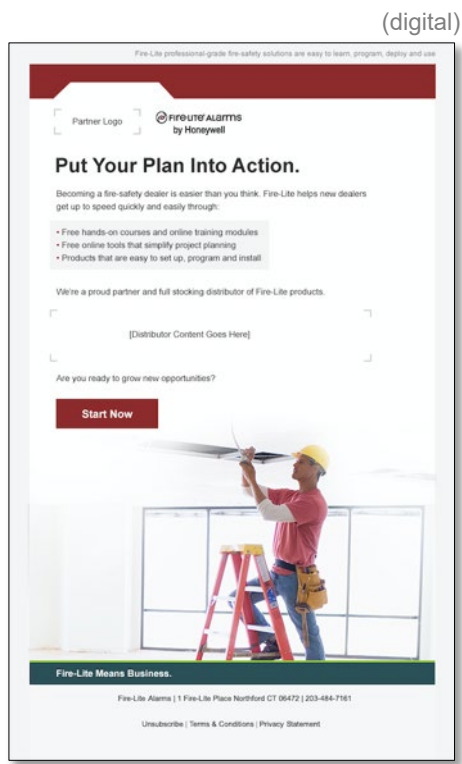 (digital)
Fire-Lite professional-grade fire-safety solutions are easy to learn, program, deploy and use
Partner Logo
FIRE•LITE ALARMS
by Honeywell
Put Your Plan Into Action.
Becoming a fire-safety dealer is easier than you think. Fire-Lite helps new dealers
get up to speed quickly and easily through:
• Free hands-on courses and online training modules
• Free online tools that simplify project planning
• Products that are easy to set up, program and install
We're a proud partner and full stocking distributor of Fire-Lite products.
[Distributor Content Goes Here]
Are you ready to grow new opportunities?
Start Now
Fire-Lite Means Business.
Fire-Lite Alarms | 1 Fire-Lite Place Northford CT 06472 | 203-484-7161
Unsubscribe | Terms & Conditions | Privacy Statement